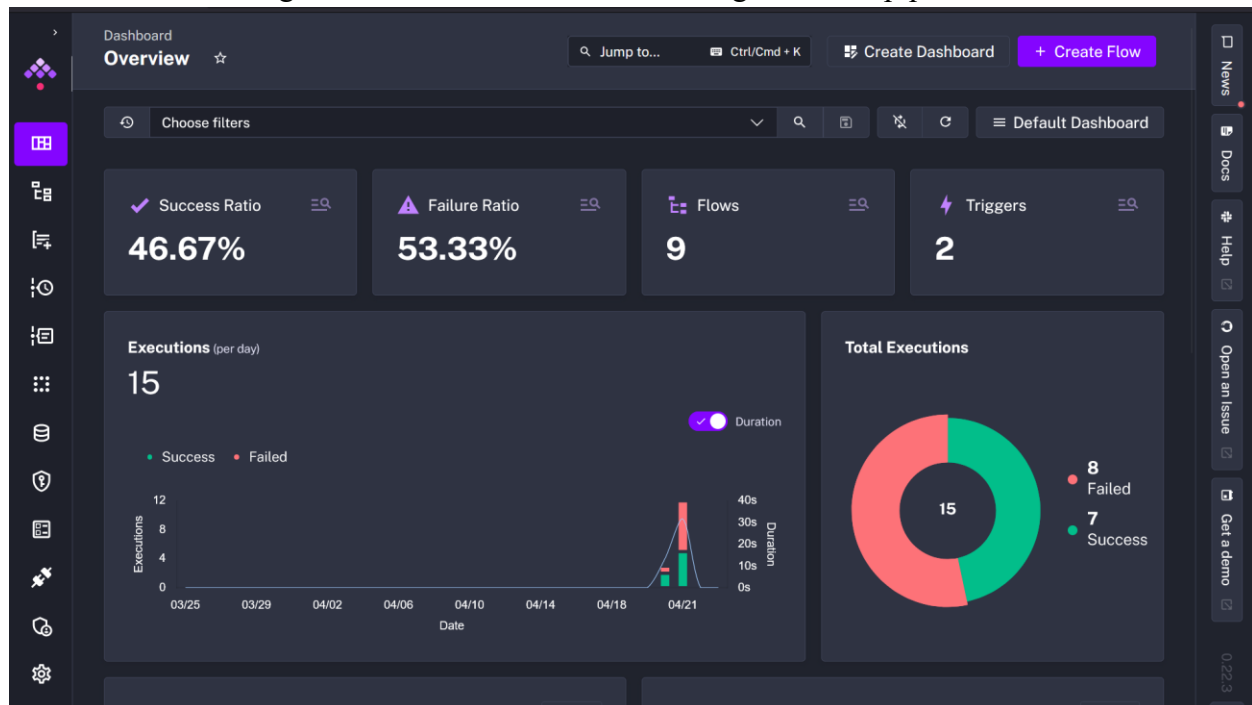 Dashboard
Overview
Jump to... Ctrl/Cmd + K
Create Dashboard
+ Create Flow
Choose filters
Default Dashboard
Success Ratio
46.67%
Failure Ratio
53.33%
Flows
9
Triggers
2
Executions (per day)
15
Duration
Success Failed
Executions
12
8
4
0
40s
30s
20s
10s
0s
Duration
03/25 03/29 04/02 04/06 04/10 04/14 04/18 04/21
Date
Total Executions
15
8
Failed
7
Success
News
Docs
Help
Open an Issue
Get a demo
0.22.3